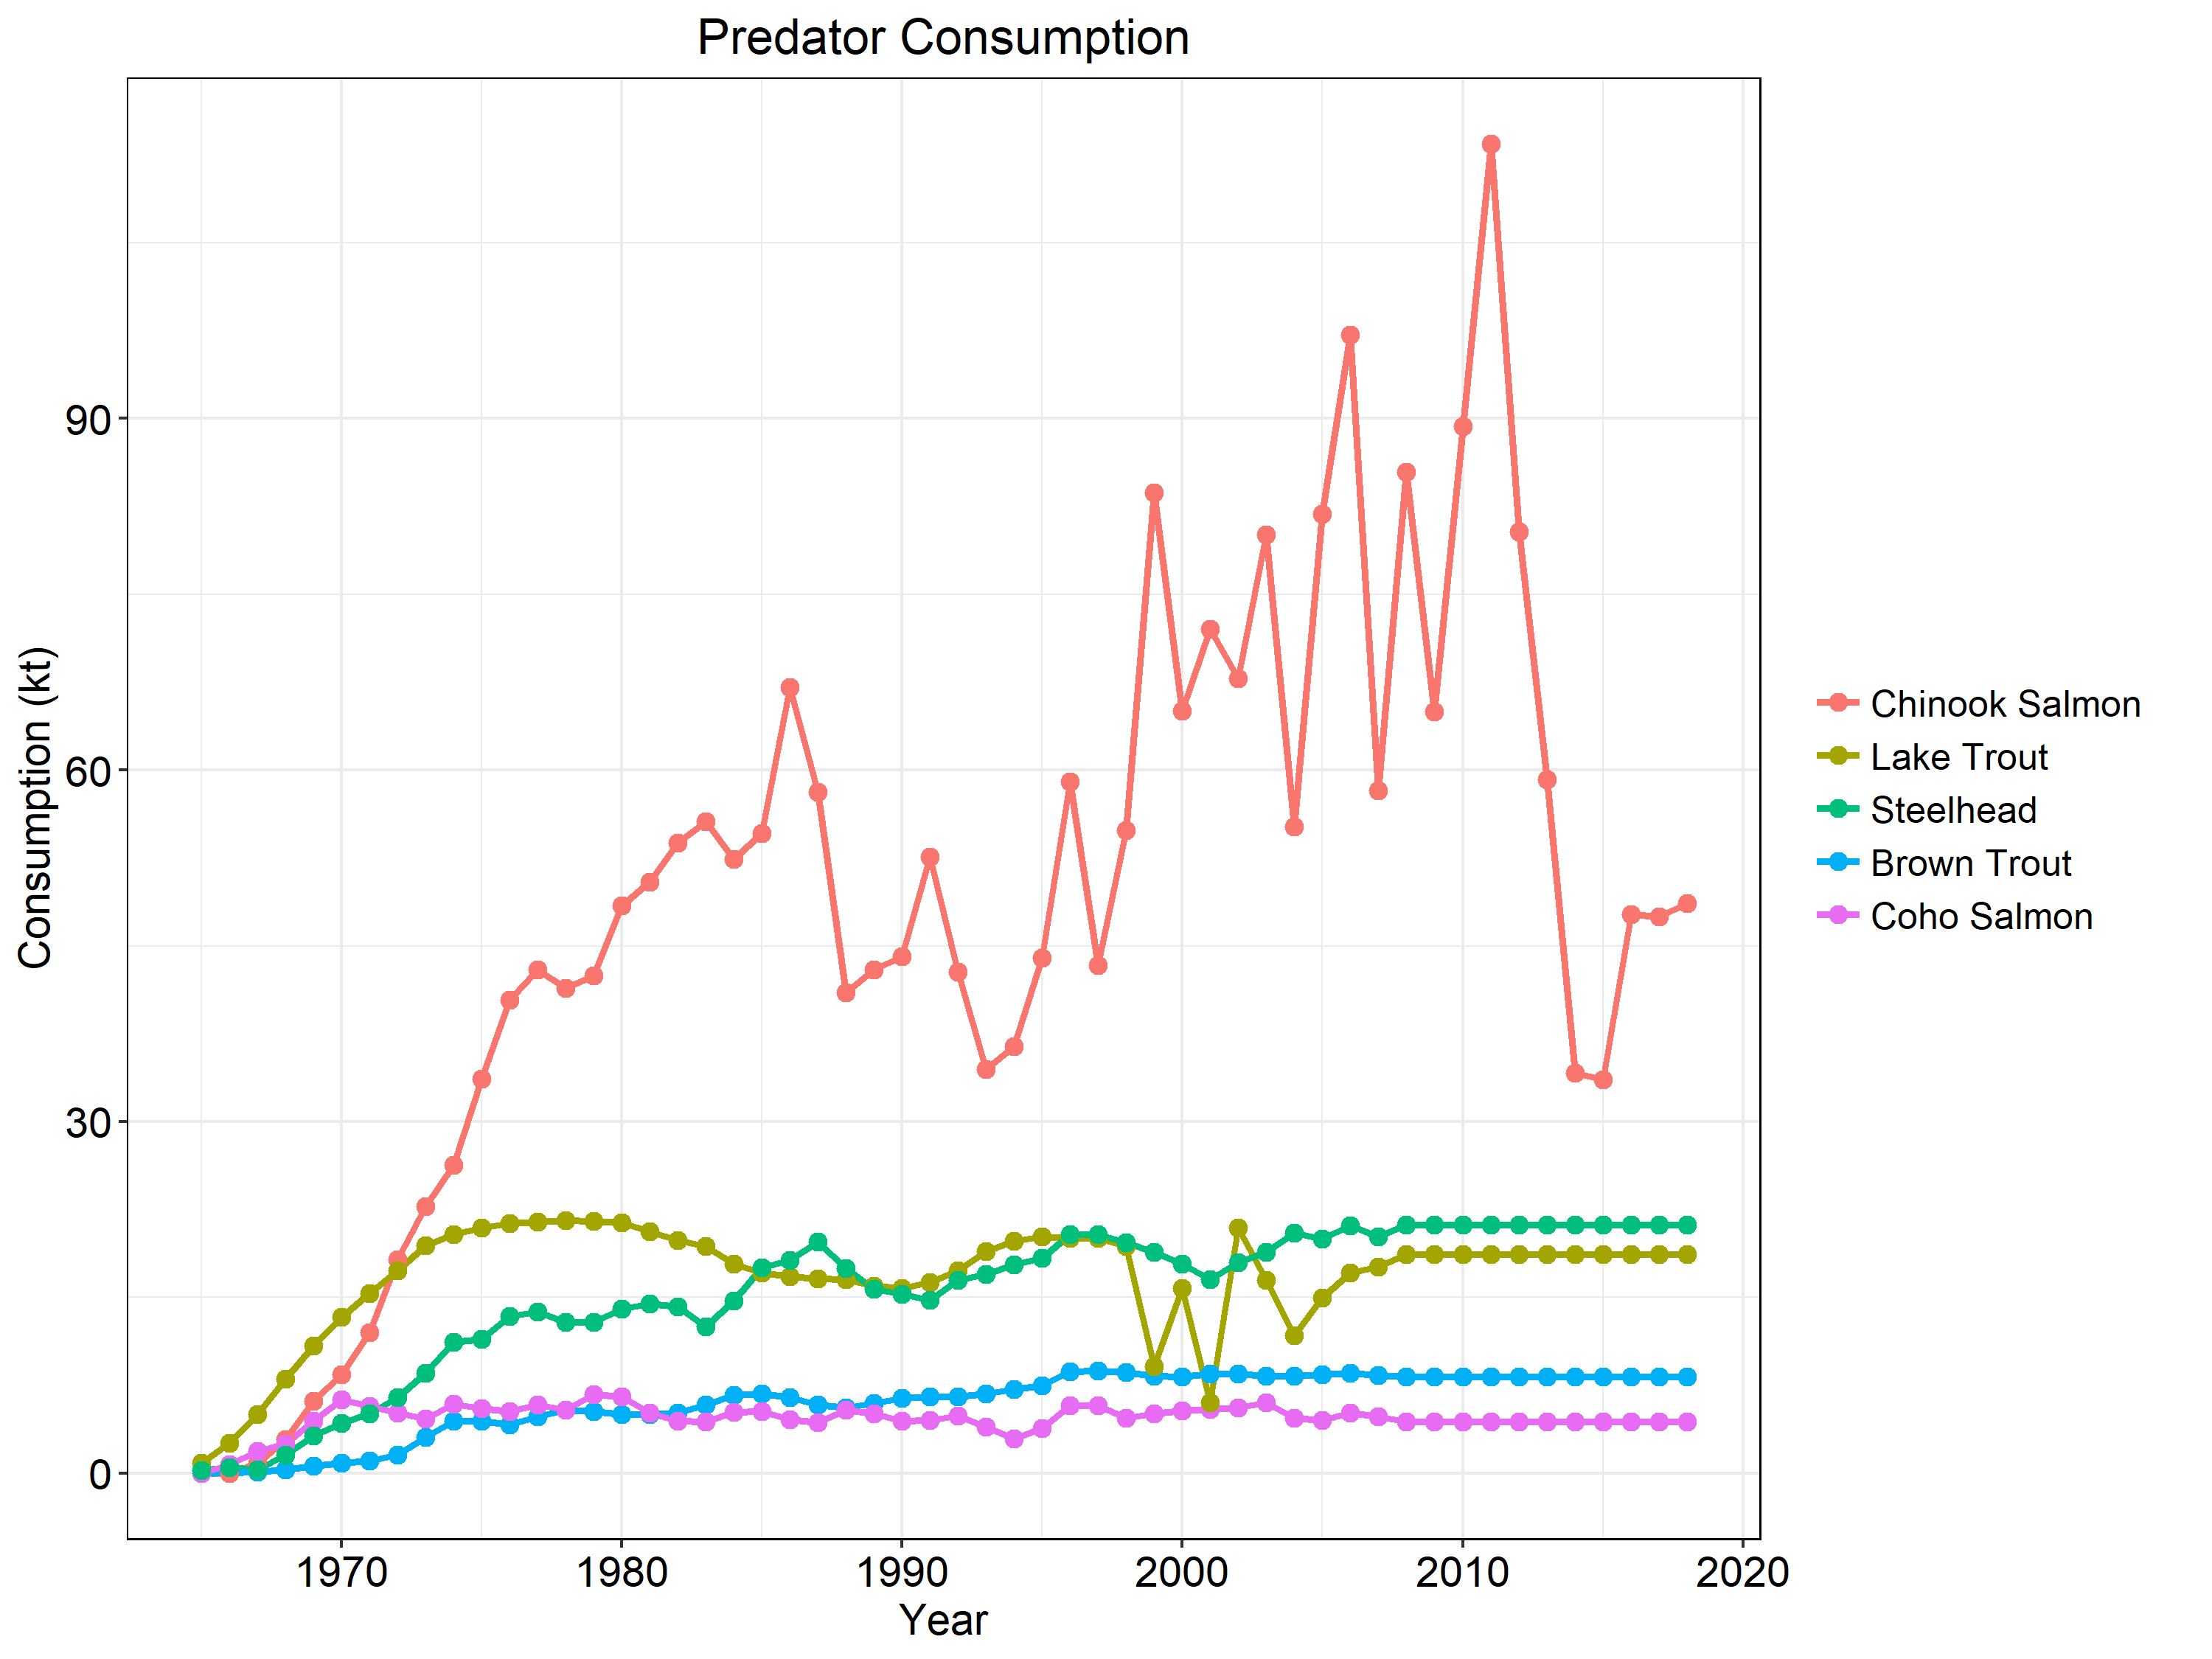 Predator Consumption
Consumption (kt)
90
60
30
0
1970
1980
1990
2000
2010
2020
Year
Chinook Salmon
Lake Trout
Steelhead
Brown Trout
Coho Salmon